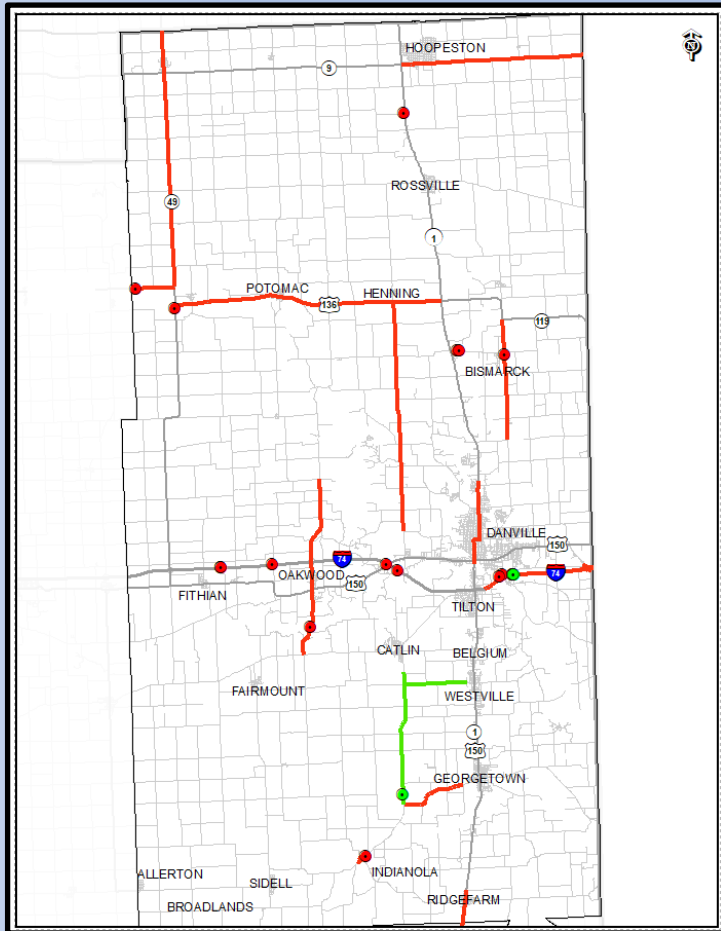 HOOPESTON
N
9
ROSSVILLE
49
1
POTOMAC
HENNING
136
119
BISMARCK
DANVILLE
150
74
OAKWOOD
150
74
FITHIAN
TILTON
CATLIN
BELGIUM
FAIRMOUNT
WESTVILLE
1
150
GEORGETOWN
ALLERTON
INDIANOLA
SIDELL
RIDGEFARM
BROADLANDS